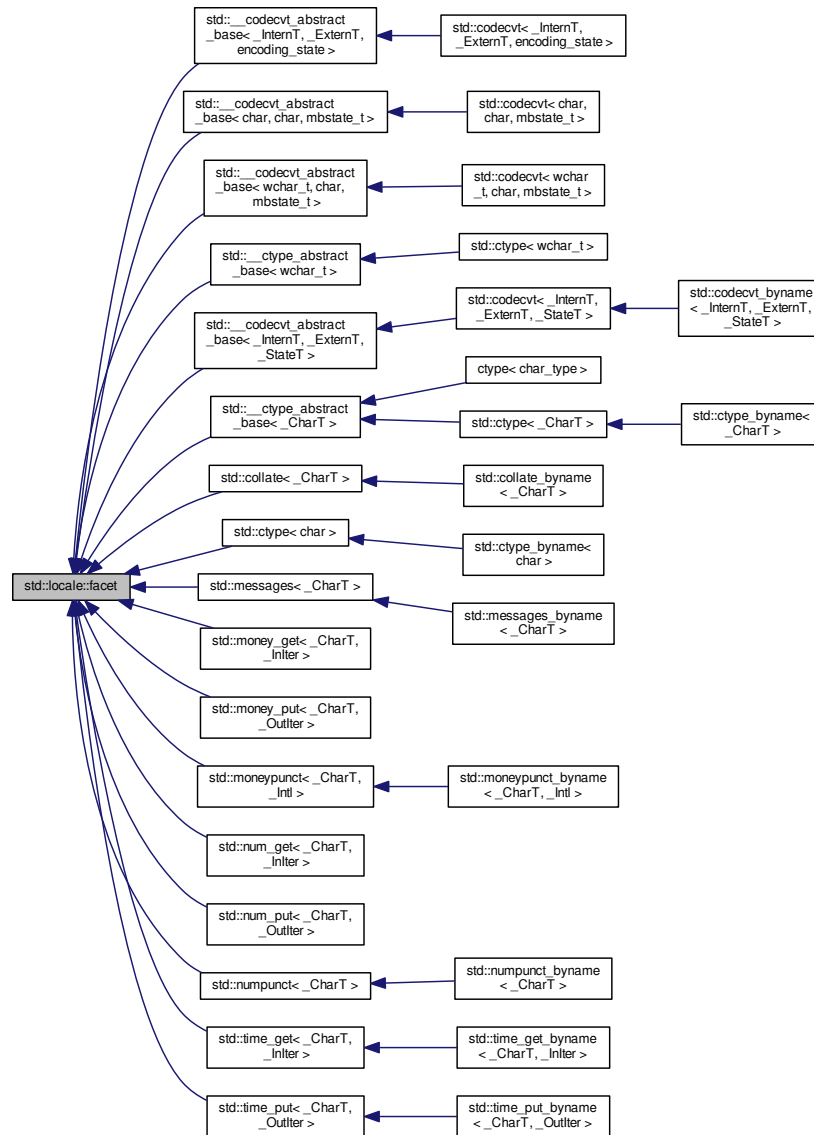 std::__codecvt_abstract
_base< _InternT, _ExternT,
encoding_state >
std::codecvt< _InternT,
_ExternT, encoding_state >
std::__codecvt_abstract
_base< char, char, mbstate_t >
std::codecvt< char,
char, mbstate_t >
std::__codecvt_abstract
_base< wchar_t, char,
mbstate_t >
std::codecvt< wchar
_t, char, mbstate_t >
std::__ctype_abstract
_base< wchar_t >
std::ctype< wchar_t >
std::__codecvt_abstract
_base< _InternT, _ExternT,
_StateT >
std::codecvt< _InternT,
_ExternT, _StateT >
std::codecvt_byname
< _InternT, _ExternT,
_StateT >
ctype< char_type >
std::__ctype_abstract
_base< _CharT >
std::ctype< _CharT >
std::ctype_byname<
_CharT >
std::collate< _CharT >
std::collate_byname
< _CharT >
std::ctype< char >
std::ctype_byname<
char >
std::locale::facet
std::messages< _CharT >
std::messages_byname
< _CharT >
std::money_get< _CharT,
_InIter >
std::money_put< _CharT,
_OutIter >
std::moneypunct< _CharT,
_Intl >
std::moneypunct_byname
< _CharT, _Intl >
std::num_get< _CharT,
_InIter >
std::num_put< _CharT,
_OutIter >
std::numpunct< _CharT >
std::numpunct_byname
< _CharT >
std::time_get< _CharT,
_InIter >
std::time_get_byname
< _CharT, _InIter >
std::time_put< _CharT,
_OutIter >
std::time_put_byname
< _CharT, _OutIter >